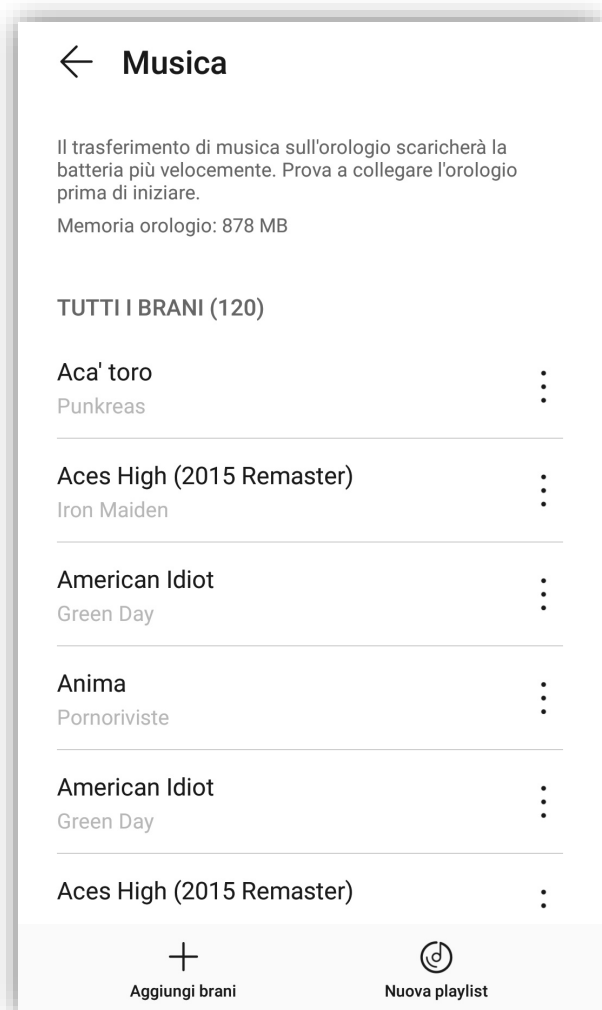 Musica
Il trasferimento di musica sull'orologio scaricherà la
batteria più velocemente. Prova a collegare l'orologio
prima di iniziare.
Memoria orologio: 878 MB
TUTTI I BRANI (120)
Aca' toro
Punkreas
Aces High (2015 Remaster)
Iron Maiden
American Idiot
Green Day
Anima
Pornoriviste
American Idiot
Green Day
Aces High (2015 Remaster)
Aggiungi brani
Nuova playlist